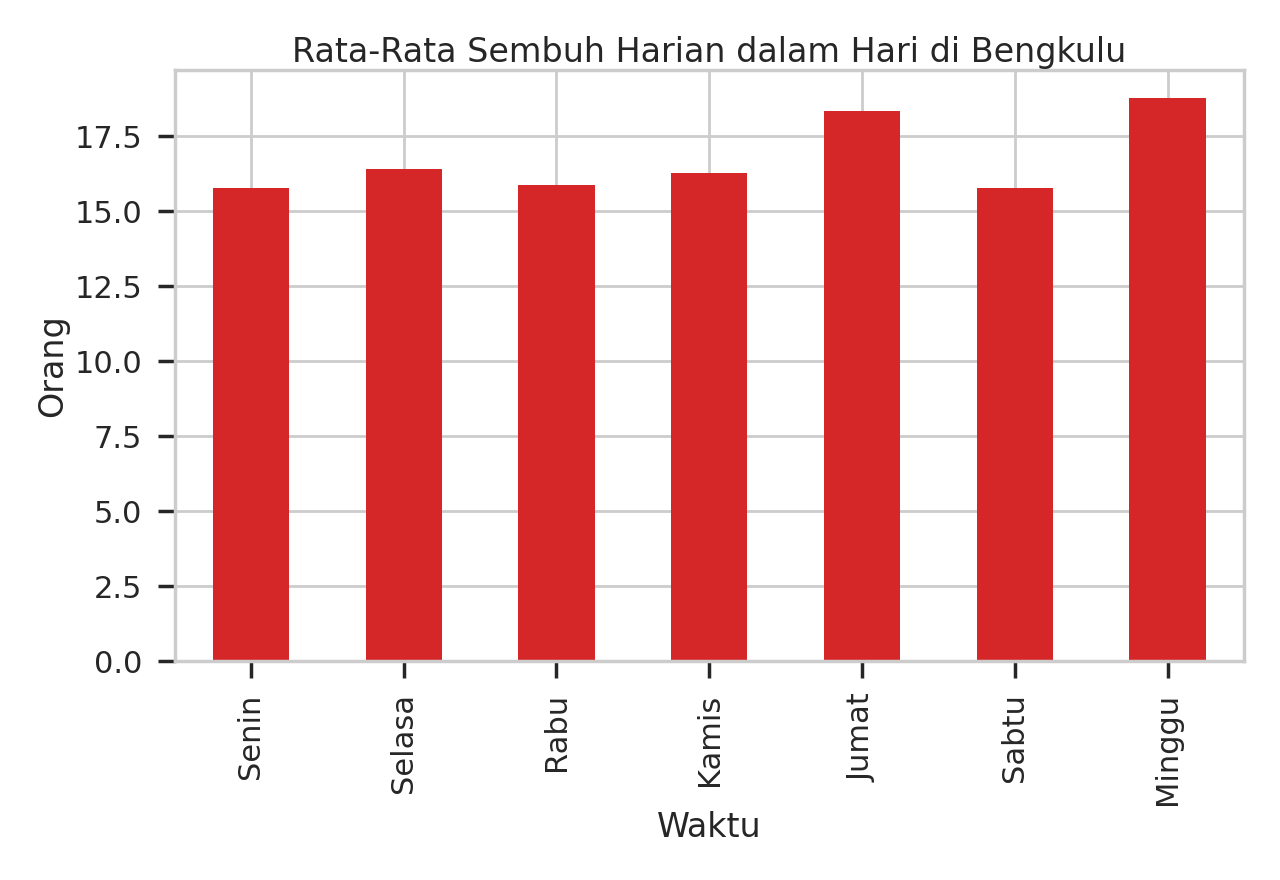 Rata-Rata Sembuh Harian dalam Hari di Bengkulu
17.5
15.0
12.5
10.0
7.5
5.0
2.5
0.0
Orang
Senin
Selasa
Rabu
Kamis
Jumat
Sabtu
Minggu
Waktu